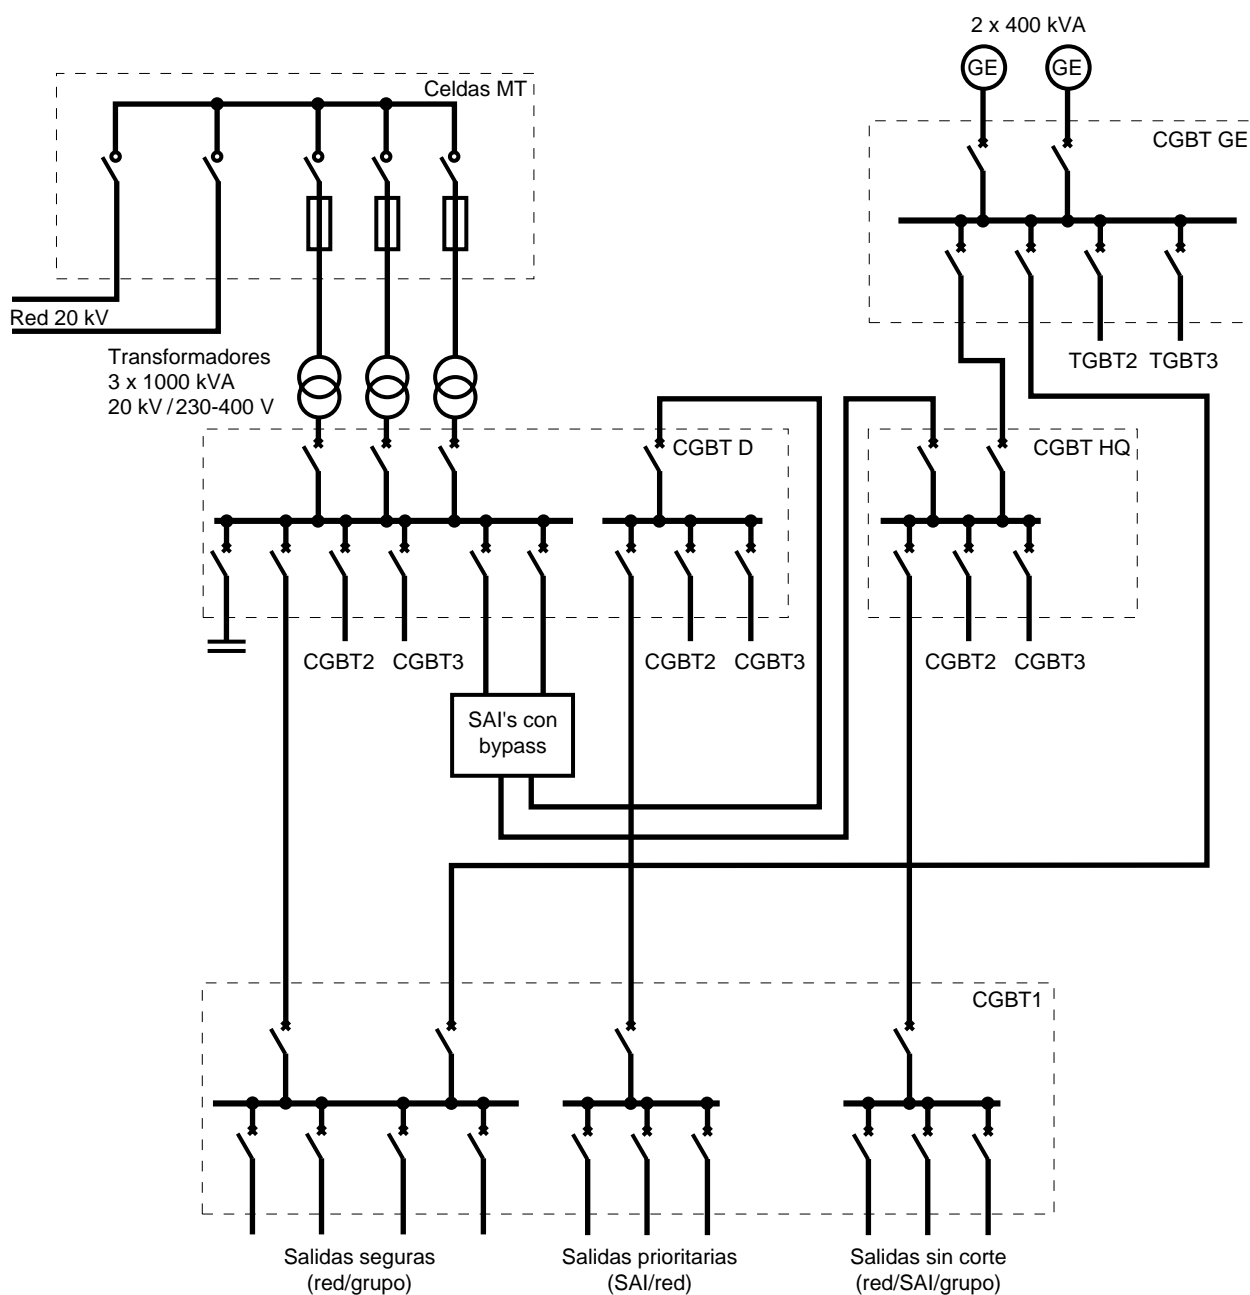 2 x 400 kVA
GE
GE
Celdas MT
CGBT GE
Red 20 kV
Transformadores
3 x 1000 kVA
20 kV / 230-400 V
TGBT2
TGBT3
CGBT D
CGBT HQ
CGBT2
CGBT3
CGBT2
CGBT3
CGBT2
CGBT3
SAI's con
bypass
CGBT1
Salidas seguras
(red/grupo)
Salidas prioritarias
(SAI/red)
Salidas sin corte
(red/SAI/grupo)